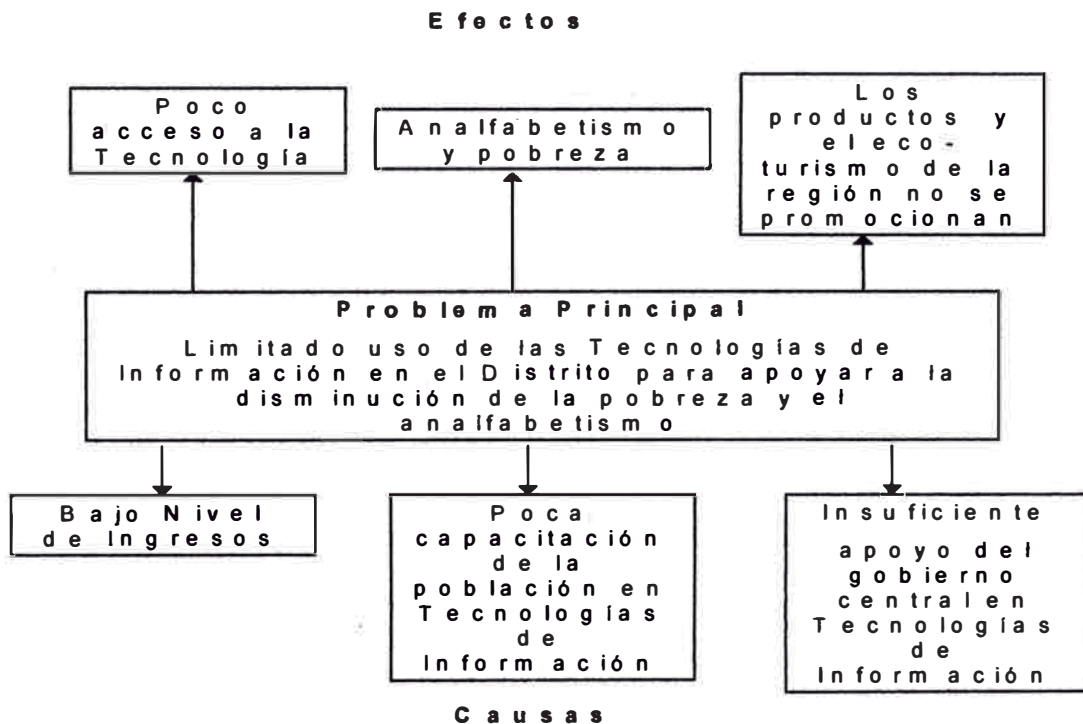 Efectos
Poco
acceso a la
Tecnología
Analfabetismo
y pobreza
Los
productos y
el eco-
turismo de la
región no se
promocionan
Problema Principal
Limitado uso de las Tecnologías de
Información en el Distrito para apoyar a la
disminución de la pobreza y el
analfabetismo
Bajo Nivel
de Ingresos
Poca
capacitación
de la
población en
Tecnologías
de
Información
Insuficiente
apoyo del
gobierno
central en
Tecnologías
de
Información
Causas